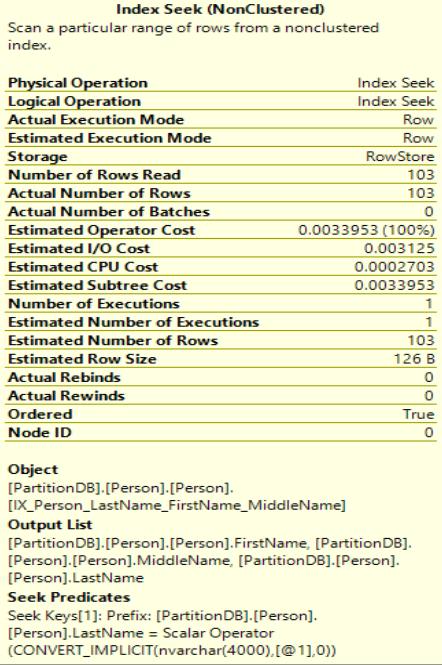 Index Seek (NonClustered)
Scan a particular range of rows from a nonclustered
index.
Physical Operation Index Seek
Logical Operation Index Seek
Actual Execution Mode Row
Estimated Execution Mode Row
Storage RowStore
Number of Rows Read 103
Actual Number of Rows 103
Actual Number of Batches 0
Estimated Operator Cost 0.0033953 (100%)
Estimated I/O Cost 0.003125
Estimated CPU Cost 0.0002703
Estimated Subtree Cost 0.0033953
Number of Executions 1
Estimated Number of Executions 1
Estimated Number of Rows 103
Estimated Row Size 126 B
Actual Rebinds 0
Actual Rewinds 0
Ordered True
Node ID 0
Object
[PartitionDB].[Person].[Person].
[IX_Person_LastName_FirstName_MiddleName]
Output List
[PartitionDB].[Person].[Person].FirstName, [PartitionDB].
[Person].[Person].MiddleName, [PartitionDB].[Person].
[Person].LastName
Seek Predicates
Seek Keys[1]: Prefix: [PartitionDB].[Person].
[Person].LastName = Scalar Operator
(CONVERT_IMPLICIT(nvarchar(4000),[@1],0))